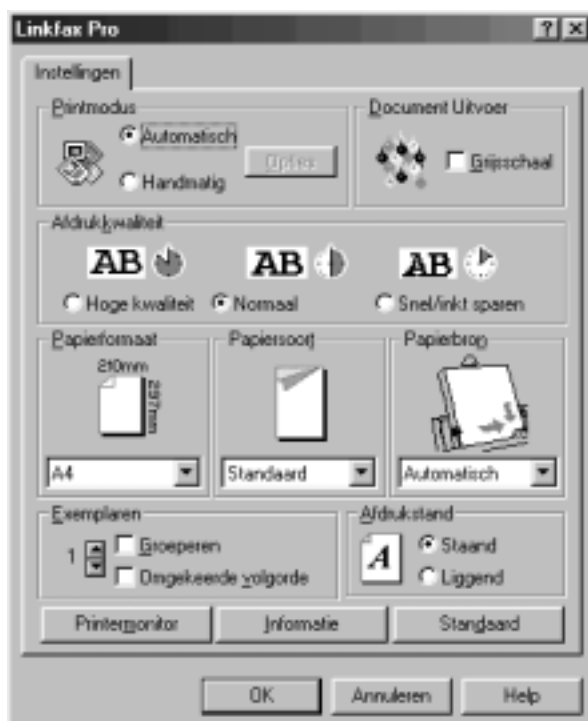 Linkfax Pro
Instellingen
Printmodus
Automatisch
Opties
Handmatig
Document Uitvoer
Grijsschaal
Afdrukkwaliteit
AB AB AB
Hoge kwaliteit Normaal Snel/inkt sparen
Papierformaat Papiersoort Papierbron
210mm
297mm
A4 Standaard Automatisch
Exemplaren
1 Groeperen
Omgekeerde volgorde
Afdrukstand
A Staand
Liggend
Printermonitor Informatie Standaard
OK Annuleren Help